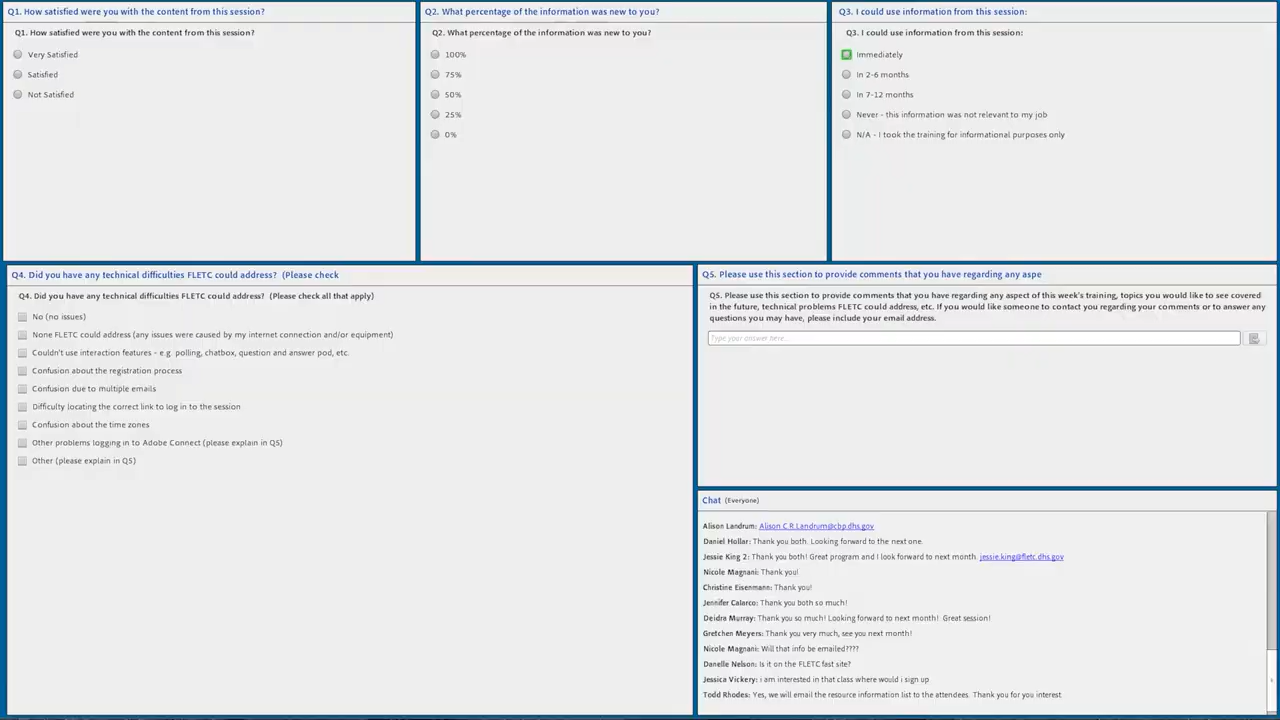 Q1. How satisfied were you with the content from this session?
Q1. How satisfied were you with the content from this session?
Very Satisfied
Satisfied
Not Satisfied
Q2. What percentage of the information was new to you?
Q2. What percentage of the information was new to you?
100%
75%
50%
25%
0%
Q3. I could use information from this session:
Q3. I could use information from this session:
Immediately
In 2-6 months
In 7-12 months
Never - this information was not relevant to my job
N/A - I took the training for informational purposes only
Q4. Did you have any technical difficulties FLETC could address?  (Please check
Q4. Did you have any technical difficulties FLETC could address?  (Please check all that apply)
No (no issues)
None FLETC could address (any issues were caused by my internet connection and/or equipment)
Couldn't use interaction features - e.g. polling, chatbox, question and answer pod, etc.
Confusion about the registration process
Confusion due to multiple emails
Difficulty locating the correct link to log in to the session
Confusion about the time zones
Other problems logging in to Adobe Connect (please explain in Q5)
Other (please explain in Q5)
Q5. Please use this section to provide comments that you have regarding any aspe
Q5. Please use this section to provide comments that you have regarding any aspect of this week's training, topics you would like to see covered
in the future, technical problems FLETC could address, etc. If you would like someone to contact you regarding your comments or to answer any
questions you may have, please include your email address.
Type your answer here...
Chat (Everyone)
Alison Landrum: Alison.C.R.Landrum@cbp.dhs.gov
Daniel Hollar: Thank you both. Looking forward to the next one.
Jessie King 2: Thank you both! Great program and I look forward to next month. jessie.king@fletc.dhs.gov
Nicole Magnani: Thank you!
Christine Eisenmann: Thank you!
Jennifer Calarco: Thank you both so much!
Deidra Murray: Thank you so much! Looking forward to next month!  Great session!
Gretchen Meyers: Thank you very much, see you next month!
Nicole Magnani: Will that info be emailed????
Danelle Nelson: Is it on the FLETC fast site?
Jessica Vickery: i am interested in that class where would i sign up
Todd Rhodes: Yes, we will email the resource information list to the attendees.  Thank you for you interest